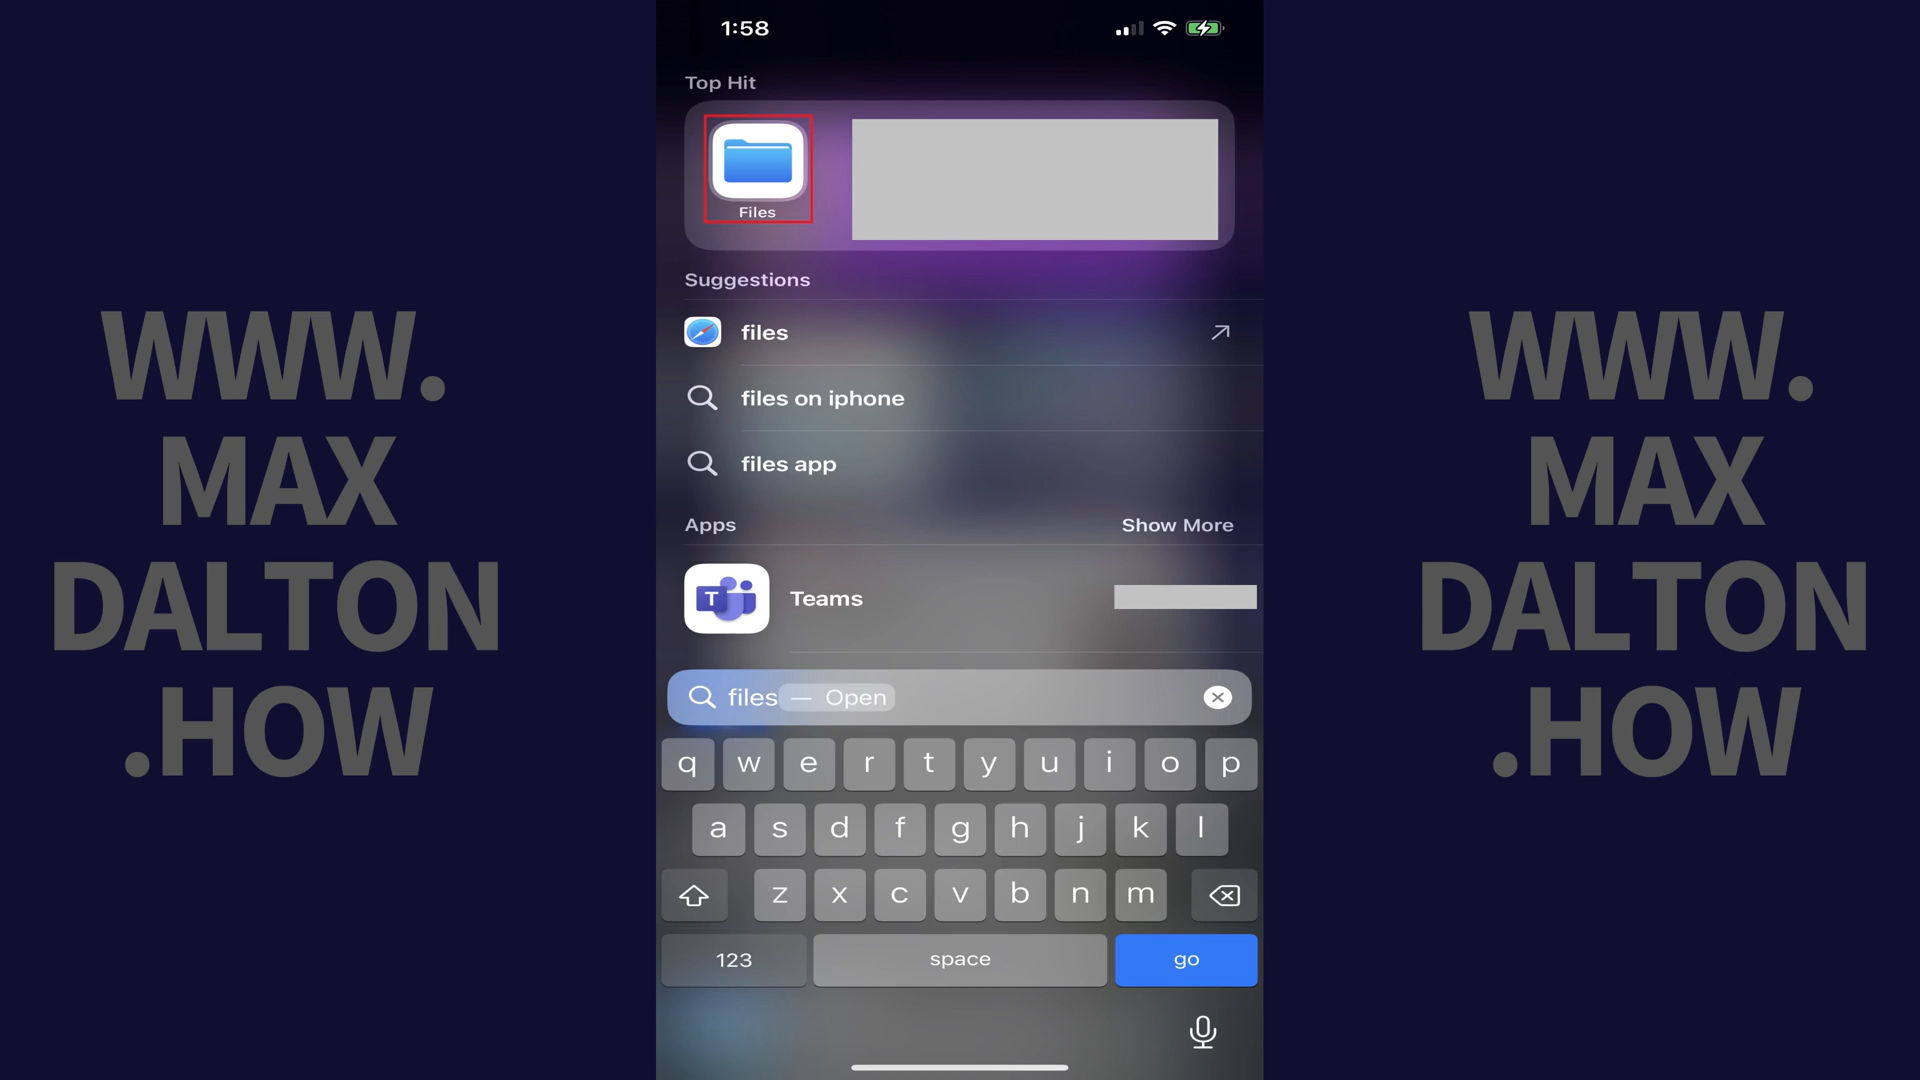 WWW.
MAX
DALTON
.HOW
1:58
Top Hit
Files
Suggestions
files
files on iphone
files app
Apps Show More
T Teams
files — Open
q w e r t y u i o p
a s d f g h j k l
z x c v b n m
123 space go
WWW.
MAX
DALTON
.HOW